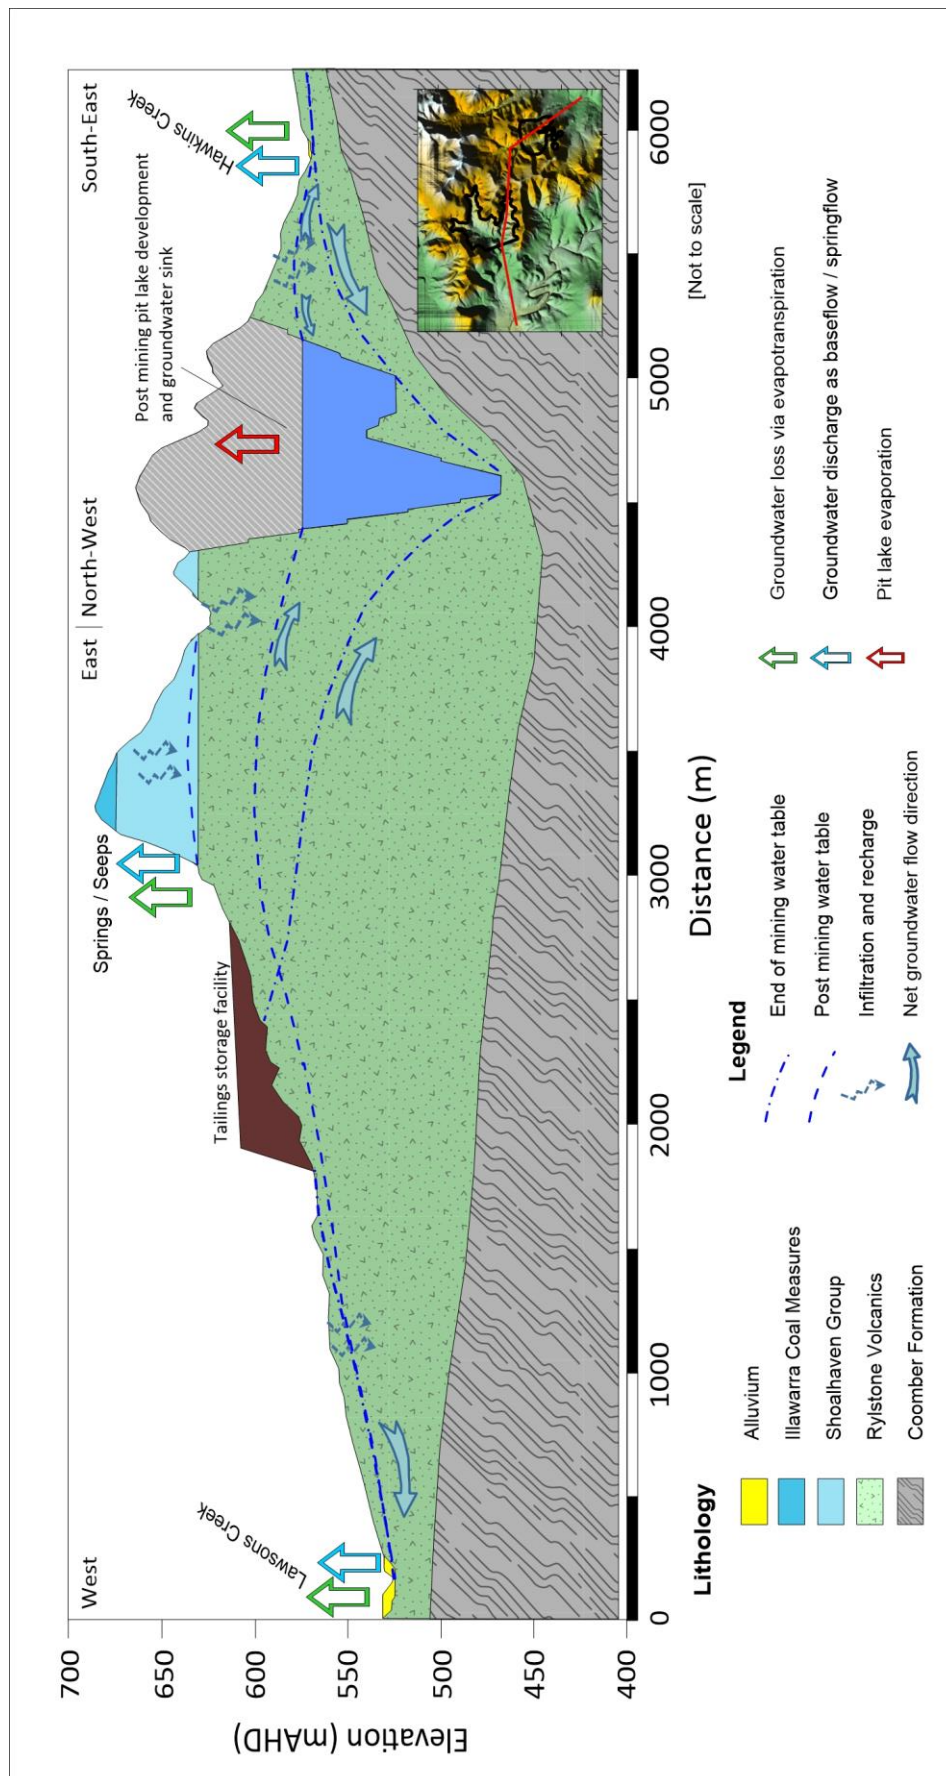 West
East
North-West
South-East
Lawsons Creek
Tailings storage facility
Springs / Seeps
Post mining pit lake development
and groundwater sink
Hawkins Creek
Elevation (mAHD)
700
650
600
550
500
450
400
0
1000
2000
3000
4000
5000
6000
Distance (m)
[Not to scale]
Lithology
Alluvium
Illawarra Coal Measures
Shoalhaven Group
Rylstone Volcanics
Coomber Formation
Legend
End of mining water table
Post mining water table
Infiltration and recharge
Net groundwater flow direction
Groundwater loss via evapotranspiration
Groundwater discharge as baseflow / springflow
Pit lake evaporation